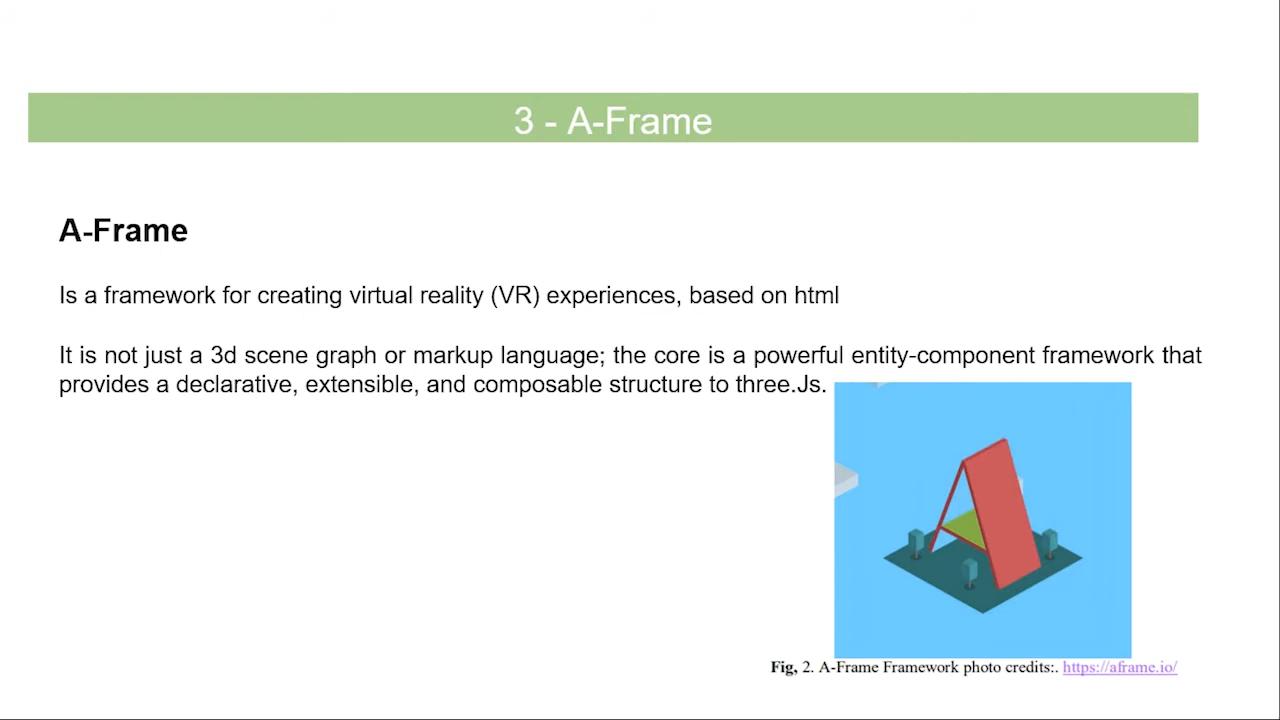 3 - A-Frame
A-Frame
Is a framework for creating virtual reality (VR) experiences, based on html
It is not just a 3d scene graph or markup language; the core is a powerful entity-component framework that
provides a declarative, extensible, and composable structure to three.Js.
Fig, 2. A-Frame Framework photo credits:. https://aframe.io/